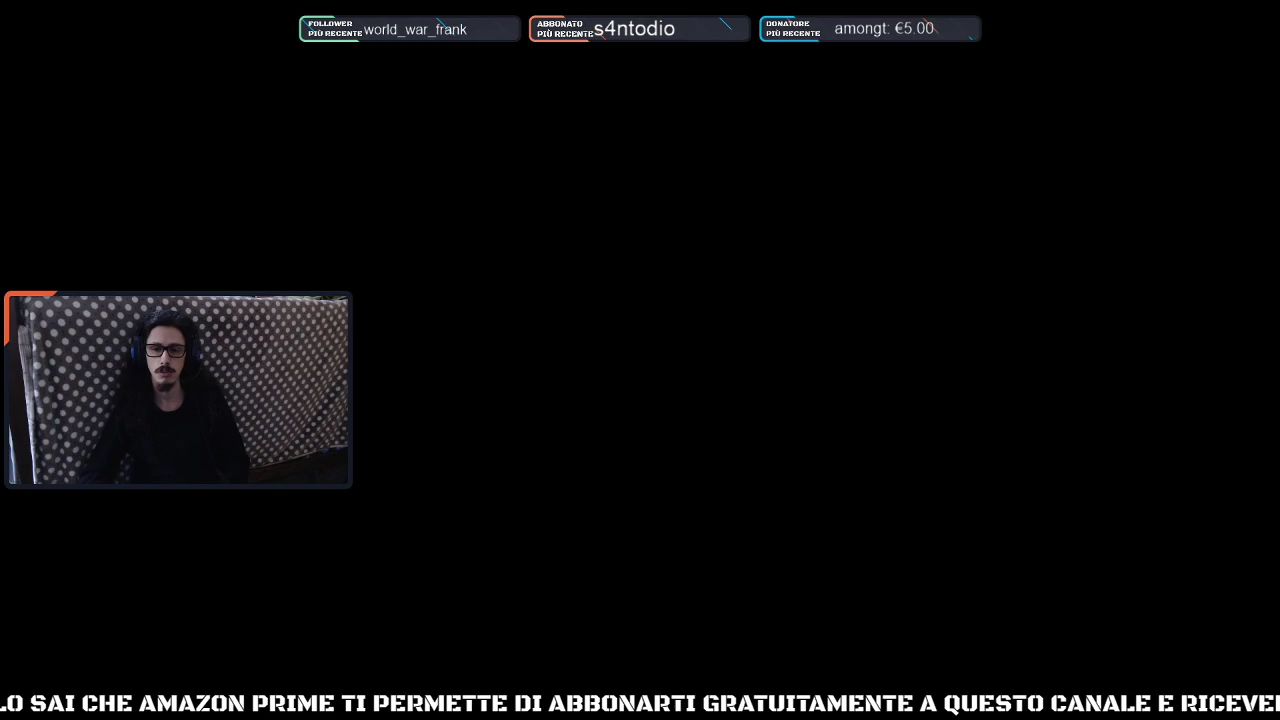 FOLLOWER
PIÙ RECENTE world_war_frank
ABBONATO
PIÙ RECENTE s4ntodio
DONATORE
PIÙ RECENTE amongt: €5.00
LO SAI CHE AMAZON PRIME TI PERMETTE DI ABBONARTI GRATUITAMENTE A QUESTO CANALE E RICEVE